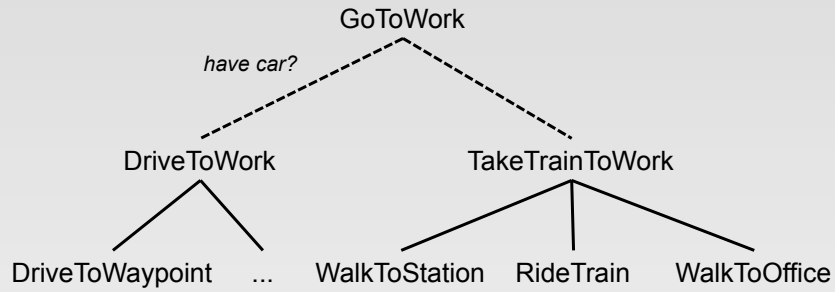 GoToWork
have car?
DriveToWork
TakeTrainToWork
DriveToWaypoint
...
WalkToStation
RideTrain
WalkToOffice